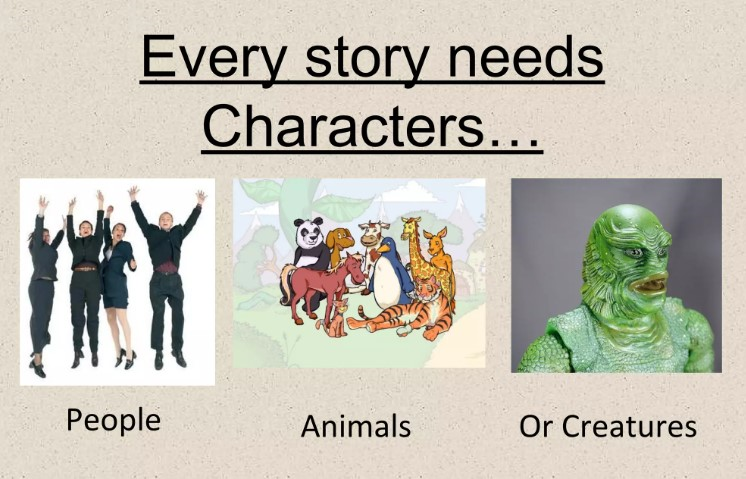 Every story needs
Characters…
People
Animals
Or Creatures